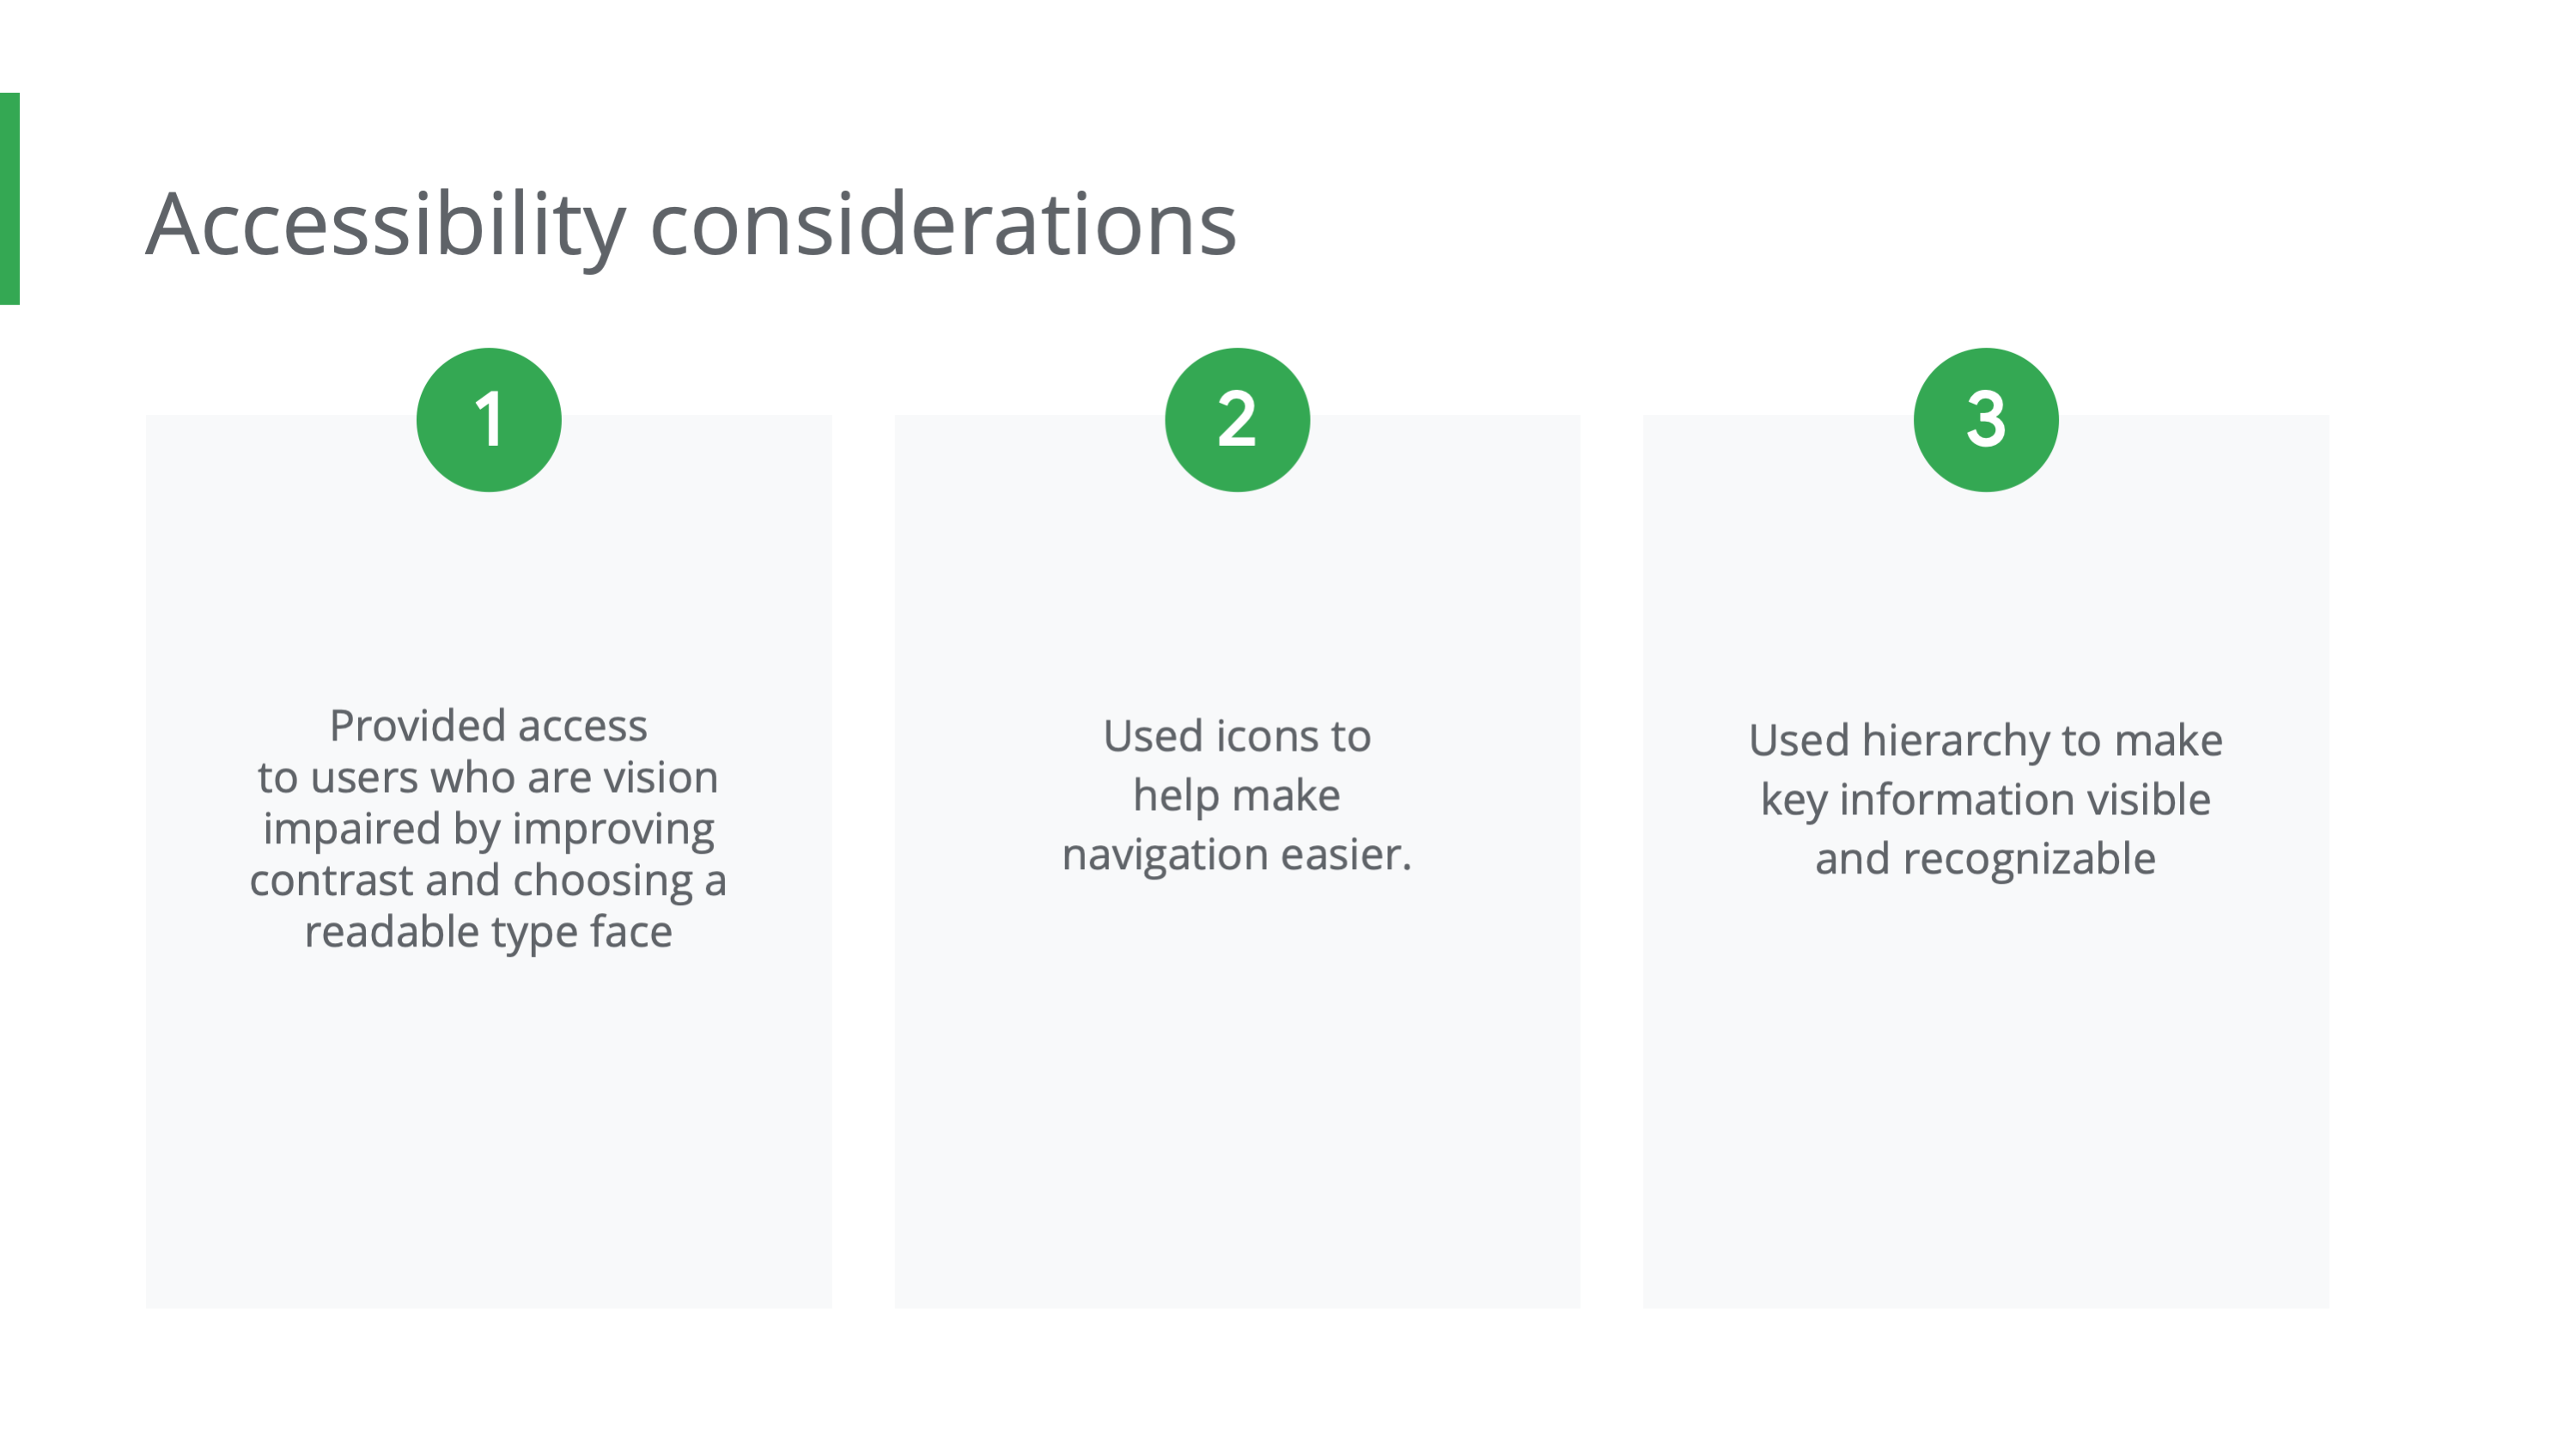 Accessibility considerations
1
Provided access
to users who are vision
impaired by improving
contrast and choosing a
readable type face
2
Used icons to
help make
navigation easier.
3
Used hierarchy to make
key information visible
and recognizable